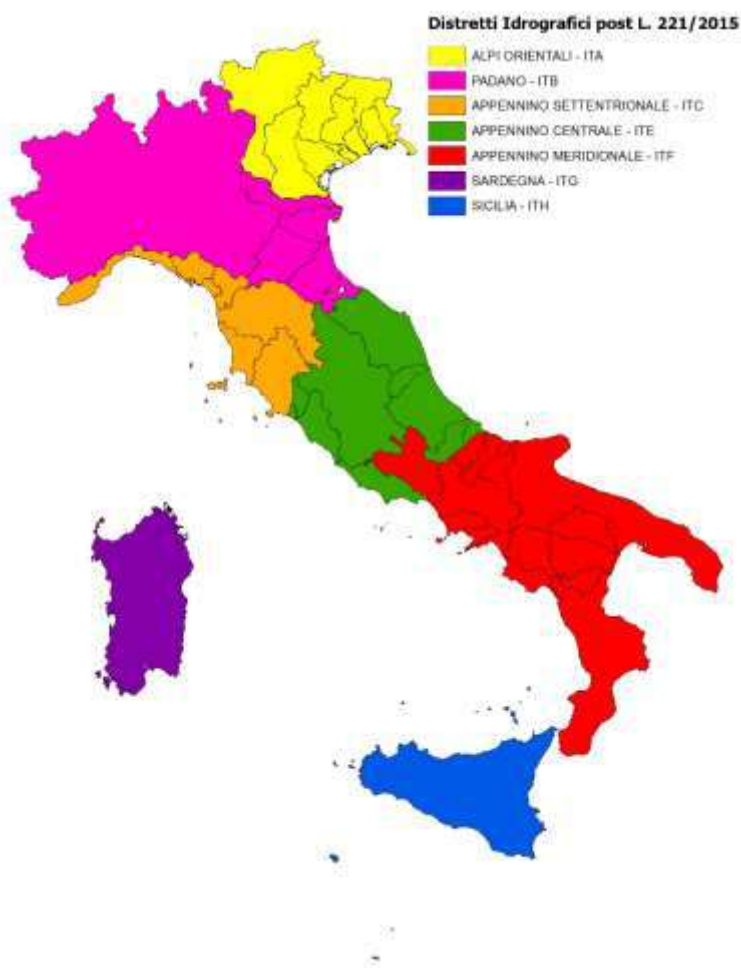 Distretti Idrografici post L. 221/2015
ALPI ORIENTALI - ITA
PADANO - ITB
APPENNINO SETTENTRIONALE - ITC
APPENNINO CENTRALE - ITE
APPENNINO MERIDIONALE - ITF
SARDEGNA - ITG
SICILIA - ITH